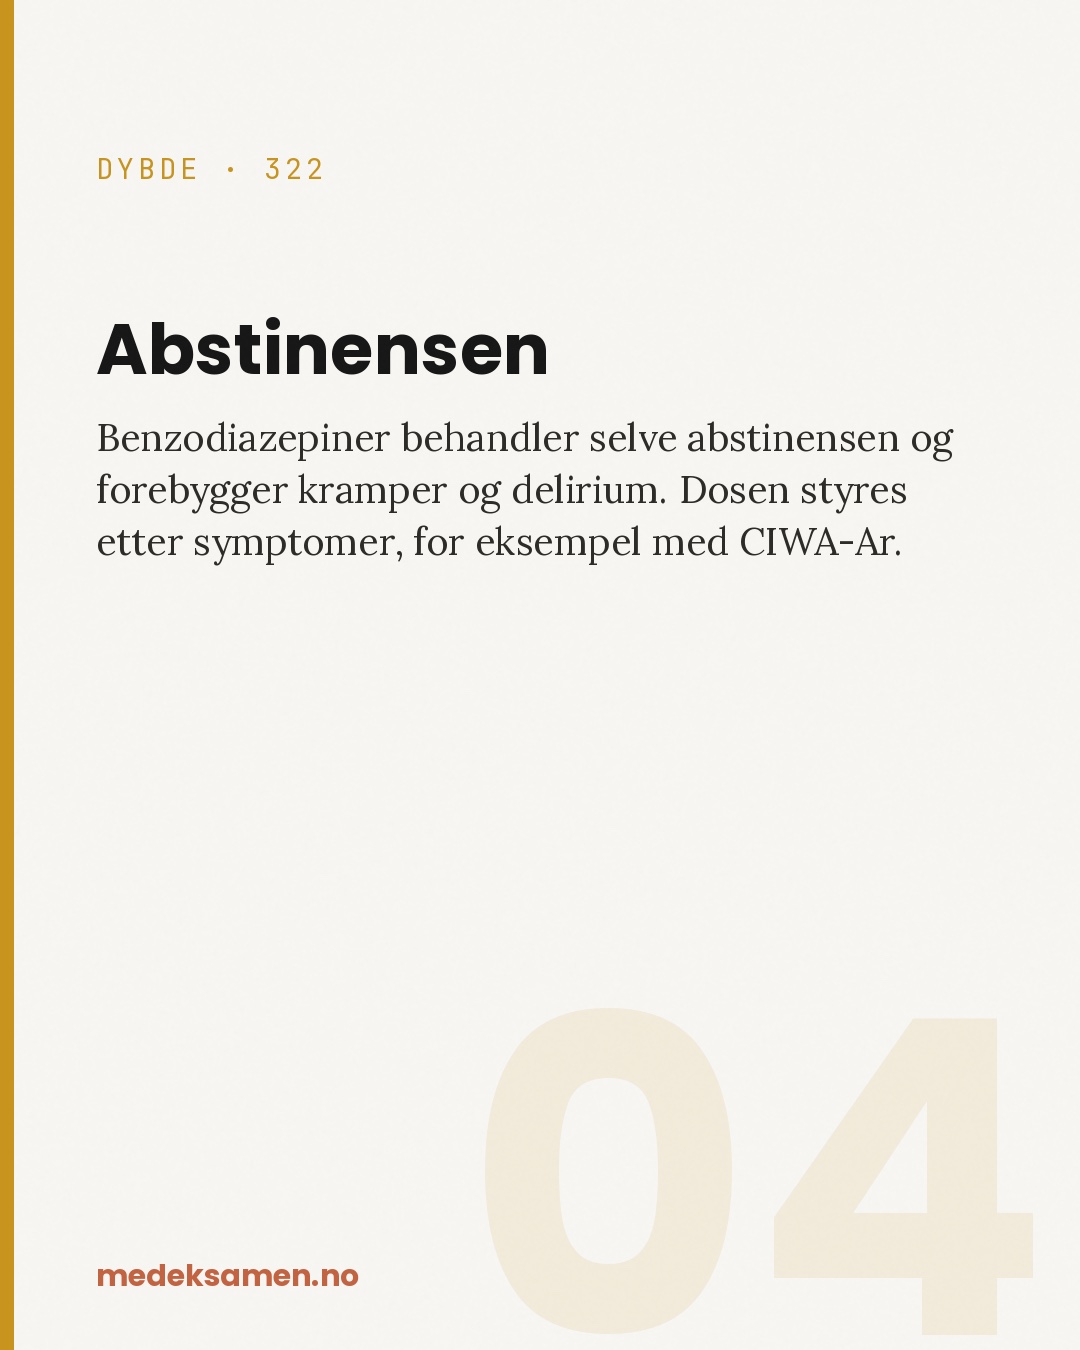 DYBDE · 322
Abstinensen
Benzodiazepiner behandler selve abstinensen og
forebygger kramper og delirium. Dosen styres
etter symptomer, for eksempel med CIWA-Ar.
04
medeksamen.no